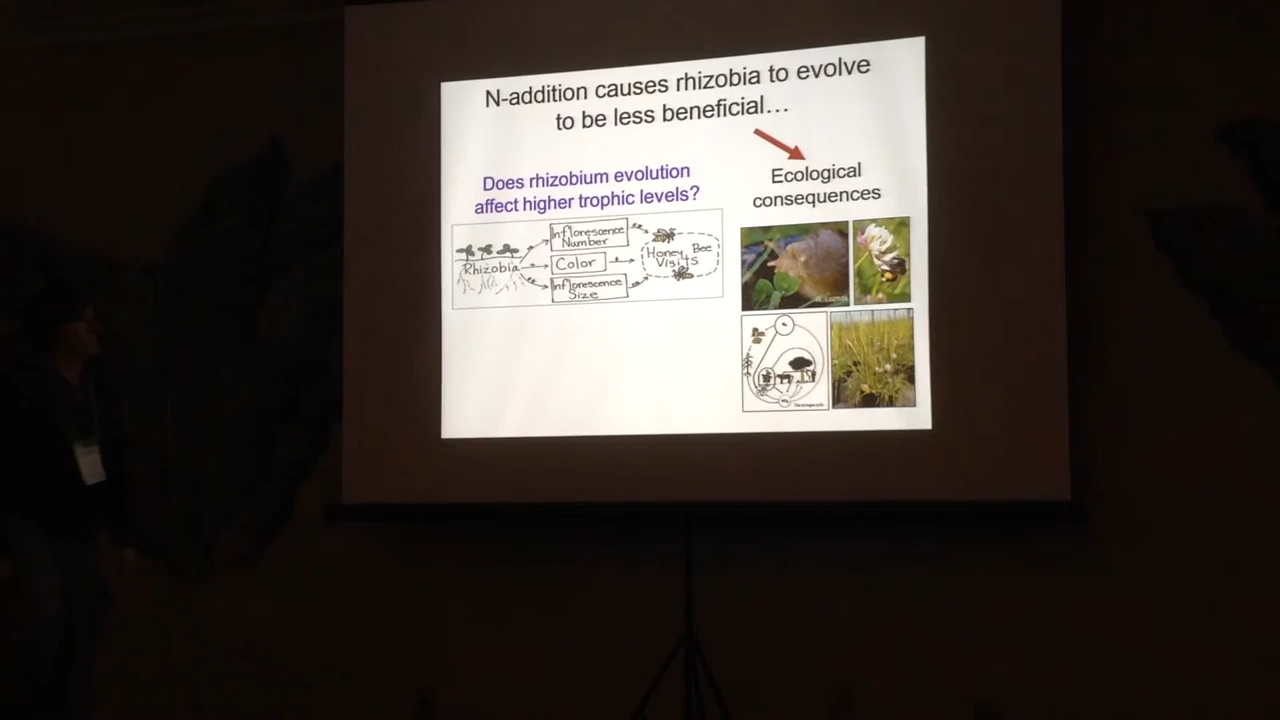 N-addition causes rhizobia to evolve
to be less beneficial…
Does rhizobium evolution
affect higher trophic levels?
Ecological
consequences
Inflorescence
Number
Rhizobia
Color
Honey Bee
Visits
Inflorescence
Size